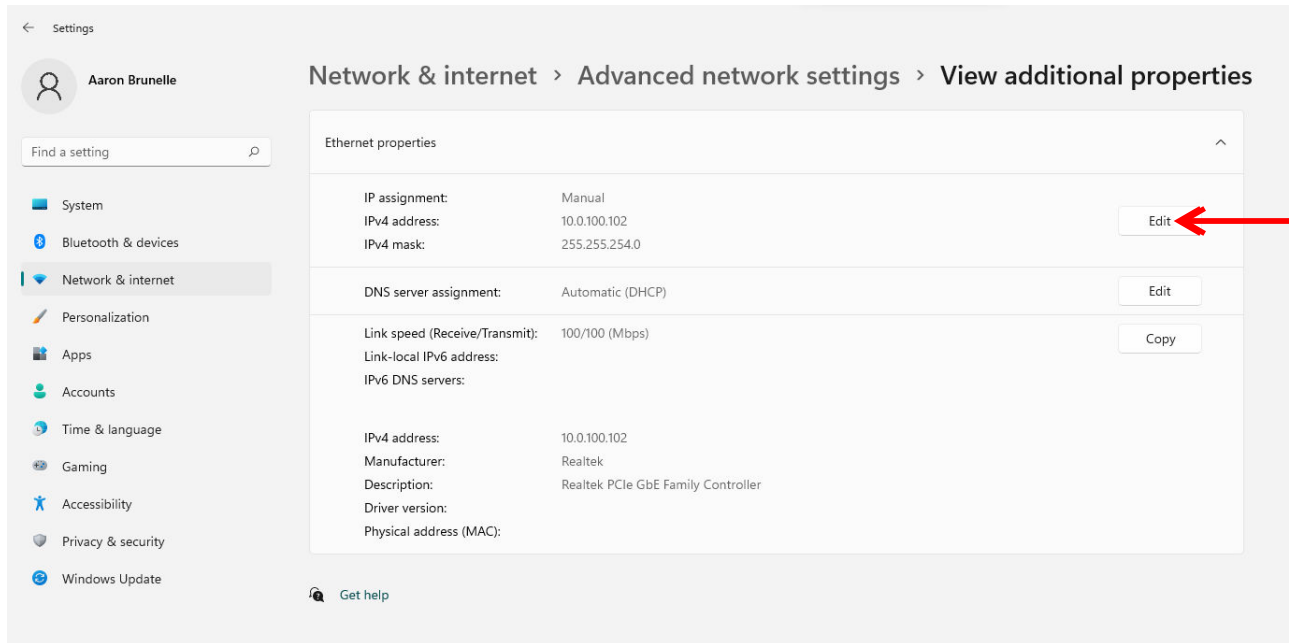 Settings
Aaron Brunelle
Find a setting
System
Bluetooth & devices
Network & internet
Personalization
Apps
Accounts
Time & language
Gaming
Accessibility
Privacy & security
Windows Update
Network & internet > Advanced network settings > View additional properties
Ethernet properties
IP assignment: Manual
IPv4 address: 10.0.100.102
IPv4 mask: 255.255.254.0
Edit
DNS server assignment: Automatic (DHCP)
Edit
Link speed (Receive/Transmit): 100/100 (Mbps)
Copy
Link-local IPv6 address:
IPv6 DNS servers:
IPv4 address: 10.0.100.102
Manufacturer: Realtek
Description: Realtek PCIe GbE Family Controller
Driver version:
Physical address (MAC):
Get help